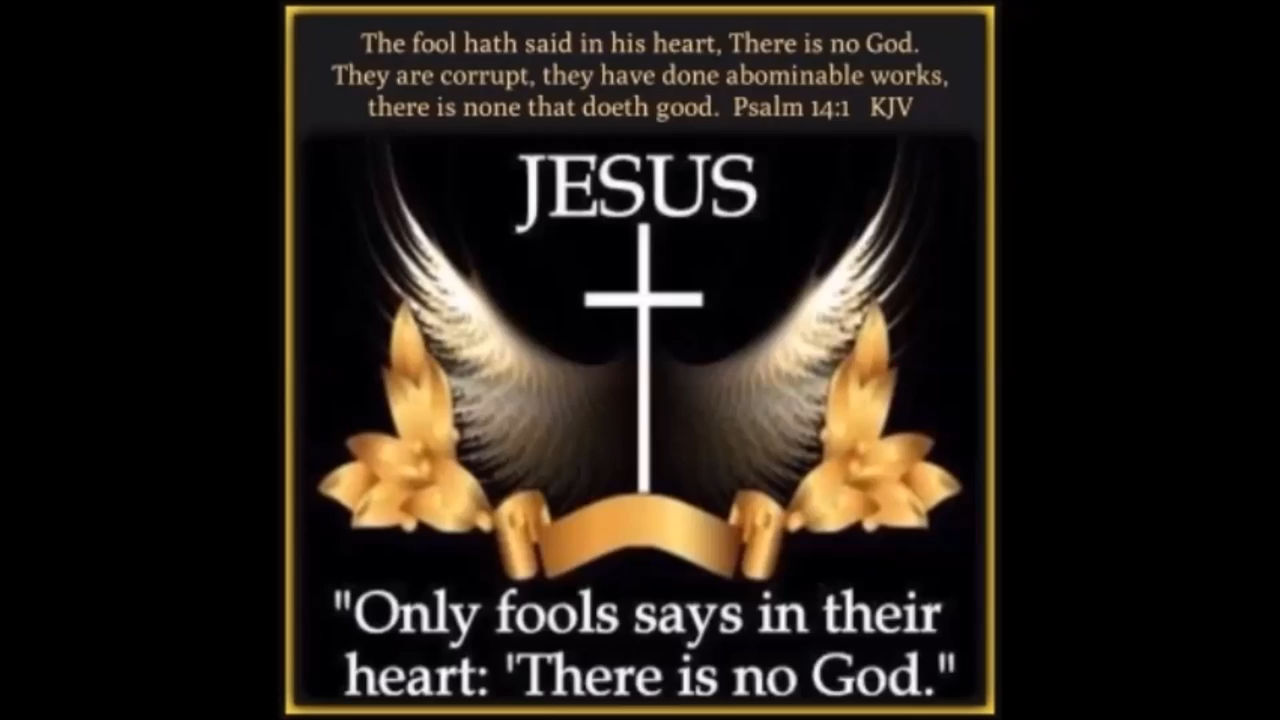 The fool hath said in his heart, There is no God.
They are corrupt, they have done abominable works,
there is none that doeth good. Psalm 14:1 KJV
JESUS
"Only fools says in their
heart: 'There is no God."